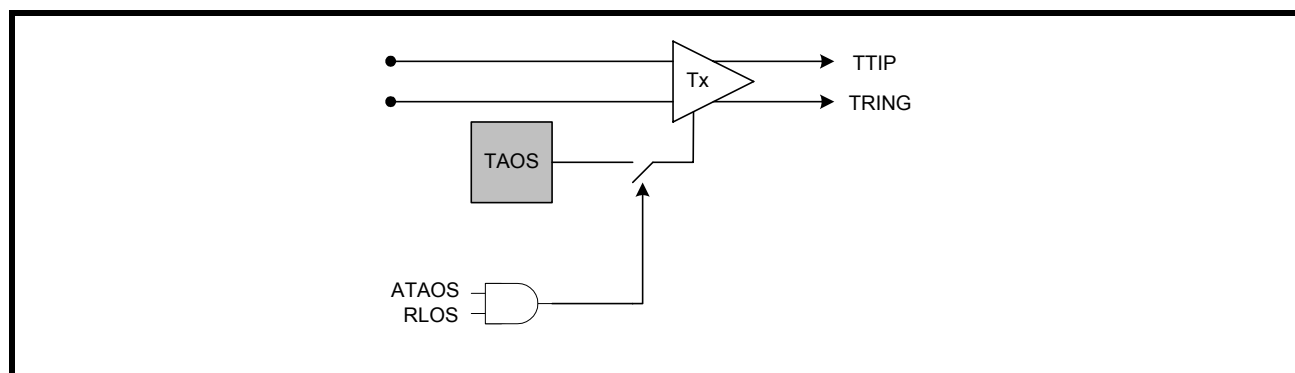 Tx
TTIP
TRING
TAOS
ATAOS
RLOS